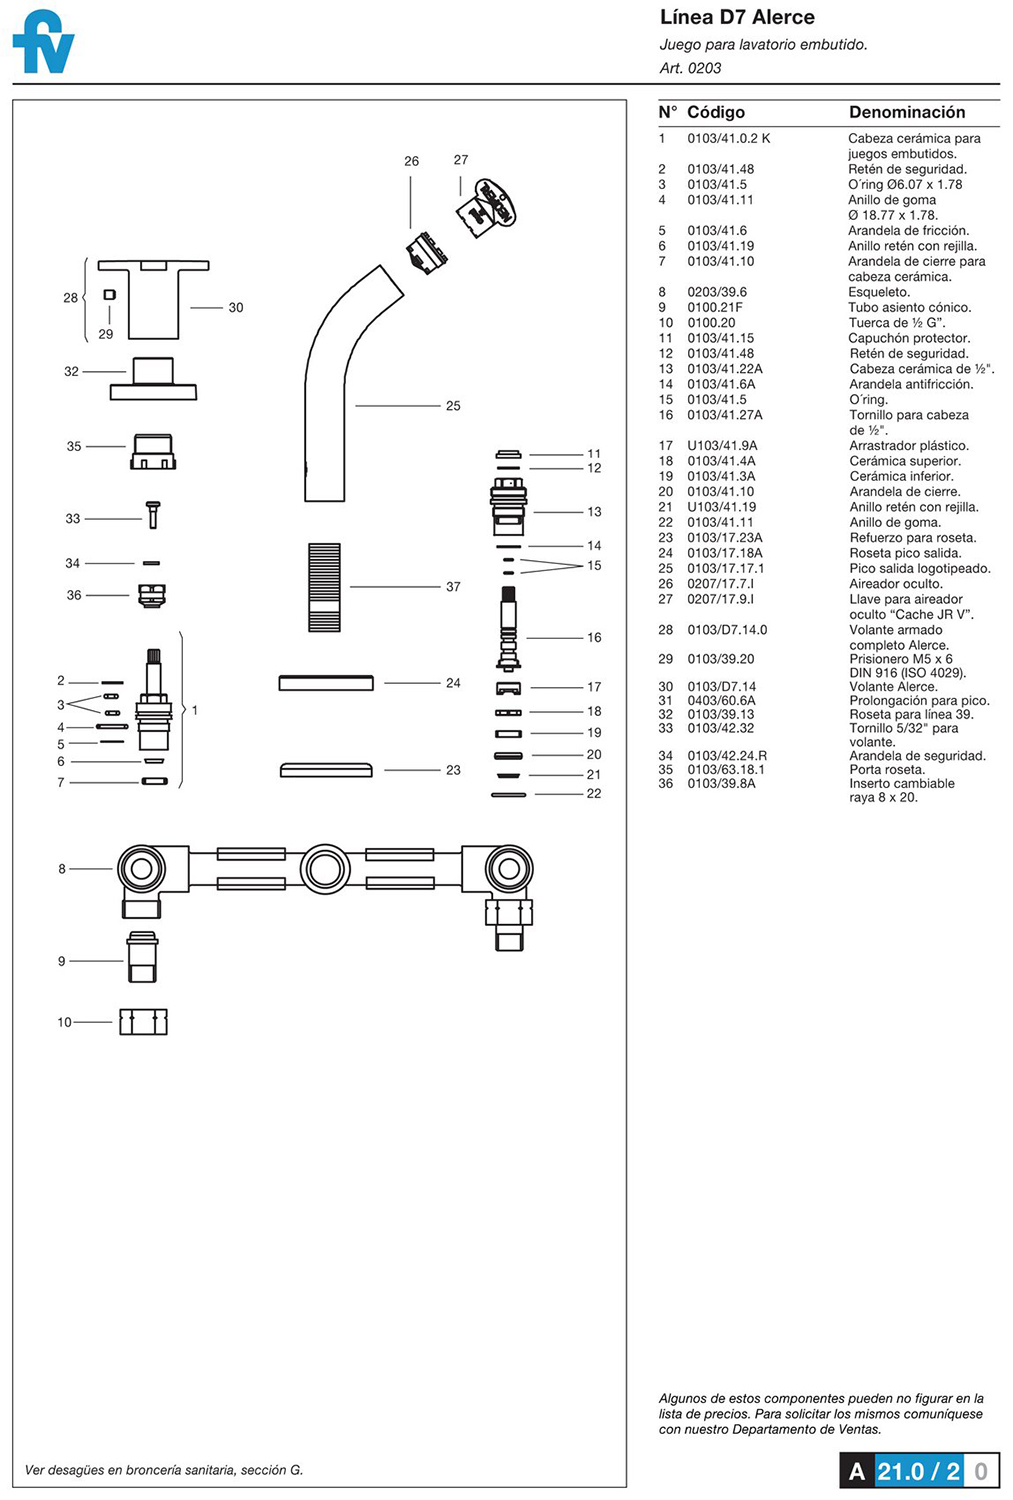 fv
Línea D7 Alerce
Juego para lavatorio embutido.
Art. 0203
N° Código Denominación
1 0103/41.0.2 K Cabeza cerámica para
juegos embutidos.
2 0103/41.48 Retén de seguridad.
3 0103/41.5 O´ring Ø6.07 x 1.78
4 0103/41.11 Anillo de goma
Ø 18.77 x 1.78.
5 0103/41.6 Arandela de fricción.
6 0103/41.19 Anillo retén con rejilla.
7 0103/41.10 Arandela de cierre para
cabeza cerámica.
8 0203/39.6 Esqueleto.
9 0100.21F Tubo asiento cónico.
10 0100.20 Tuerca de ½ G”.
11 0103/41.15 Capuchón protector.
12 0103/41.48 Retén de seguridad.
13 0103/41.22A Cabeza cerámica de ½".
14 0103/41.6A Arandela antifricción.
15 0103/41.5 O´ring.
16 0103/41.27A Tornillo para cabeza
de ½".
17 U103/41.9A Arrastrador plástico.
18 0103/41.4A Cerámica superior.
19 0103/41.3A Cerámica inferior.
20 0103/41.10 Arandela de cierre.
21 U103/41.19 Anillo retén con rejilla.
22 0103/41.11 Anillo de goma.
23 0103/17.23A Refuerzo para roseta.
24 0103/17.18A Roseta pico salida.
25 0103/17.17.1 Pico salida logotipeado.
26 0207/17.7.I Aireador oculto.
27 0207/17.9.I Llave para aireador
oculto “Cache JR V”.
28 0103/D7.14.0 Volante armado
completo Alerce.
29 0103/39.20 Prisionero M5 x 6
DIN 916 (ISO 4029).
30 0103/D7.14 Volante Alerce.
31 0403/60.6A Prolongación para pico.
32 0103/39.13 Roseta para línea 39.
33 0103/42.32 Tornillo 5/32" para
volante.
34 0103/42.24.R Arandela de seguridad.
35 0103/63.18.1 Porta roseta.
36 0103/39.8A Inserto cambiable
raya 8 x 20.
26
27
28
29
30
32
35
33
34
36
25
37
11
12
13
14
15
16
2
3
4
5
6
7
1
24
23
17
18
19
20
21
22
8
9
10
Algunos de estos componentes pueden no figurar en la
lista de precios. Para solicitar los mismos comuníquese
con nuestro Departamento de Ventas.
Ver desagües en broncería sanitaria, sección G.
A 21.0 / 2 0